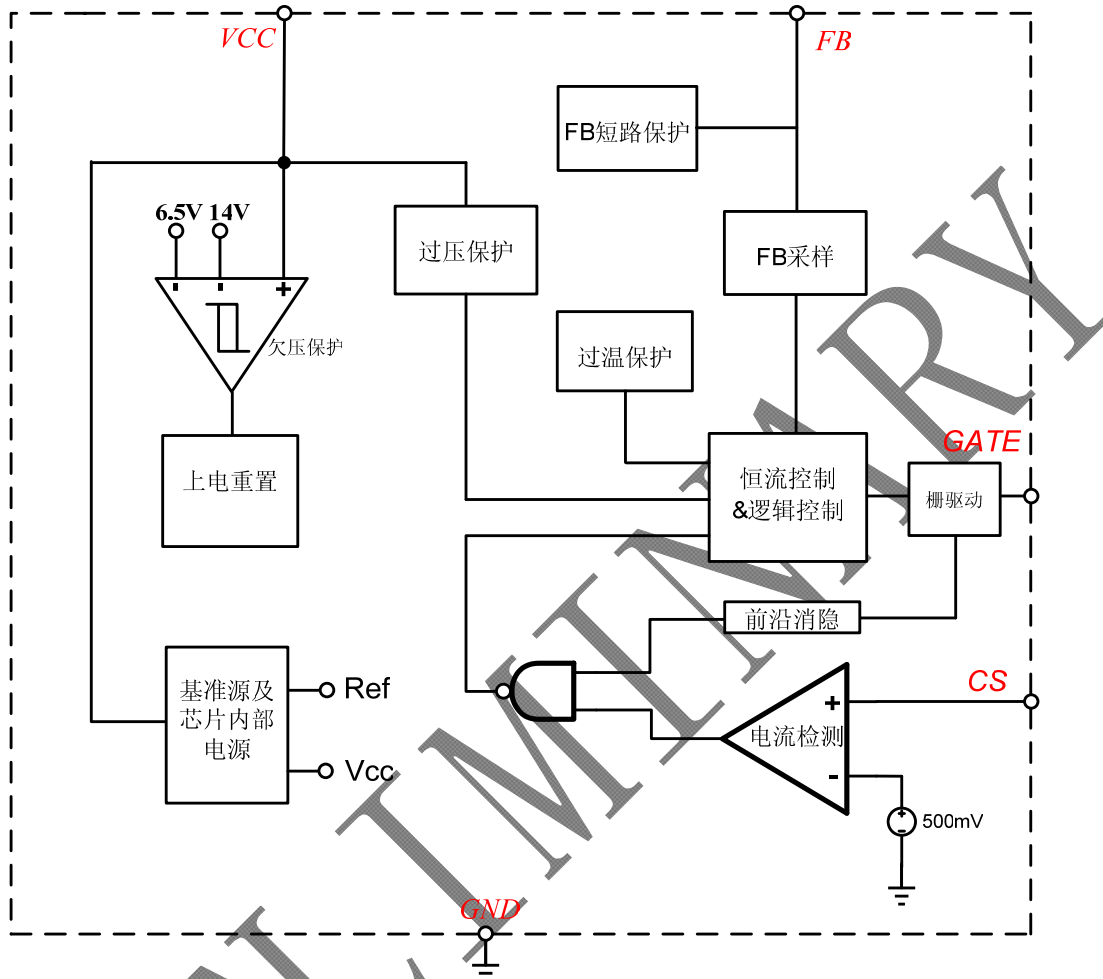 VCC
FB
FB短路保护
6.5V 14V
过压保护
FB采样
欠压保护
过温保护
上电重置
恒流控制
&逻辑控制
GATE
栅驱动
前沿消隐
基准源及
芯片内部
电源
Ref
Vcc
CS
+
-
电流检测
500mV
GND
IMIMARY